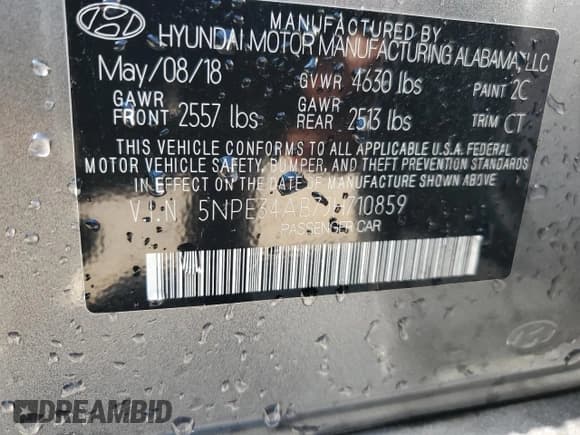 MANUFACTURED BY
HYUNDAI MOTOR MANUFACTURING ALABAMA, LLC
May/08/18 GVWR 4630 lbs PAINT 2C
GAWR FRONT 2557 lbs GAWR REAR 2513 lbs TRIM CT
THIS VEHICLE CONFORMS TO ALL APPLICABLE U.S.A. FEDERAL
MOTOR VEHICLE SAFETY, BUMPER, AND THEFT PREVENTION STANDARDS
IN EFFECT ON THE DATE OF MANUFACTURE SHOWN ABOVE.
V.I.N. 5NPE34AB7JH710859
PASSENGER CAR
DREAMBID